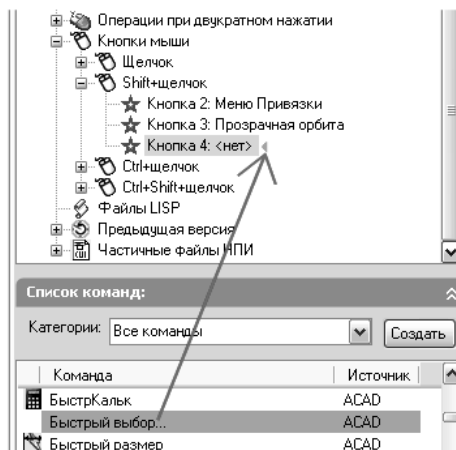 Операции при двукратном нажатии
Кнопки мыши
Щелчок
Shift+щелчок
Кнопка 2: Меню Привязки
Кнопка 3: Прозрачная орбита
Кнопка 4: <нет>
Ctrl+щелчок
Ctrl+Shift+щелчок
Файлы LISP
Предыдущая версия
Частичные файлы НПИ
Список команд:
Категории: Все команды Создать
Команда Источник
БыстрКальк ACAD
Быстрый выбор... ACAD
Быстрый размер ACAD